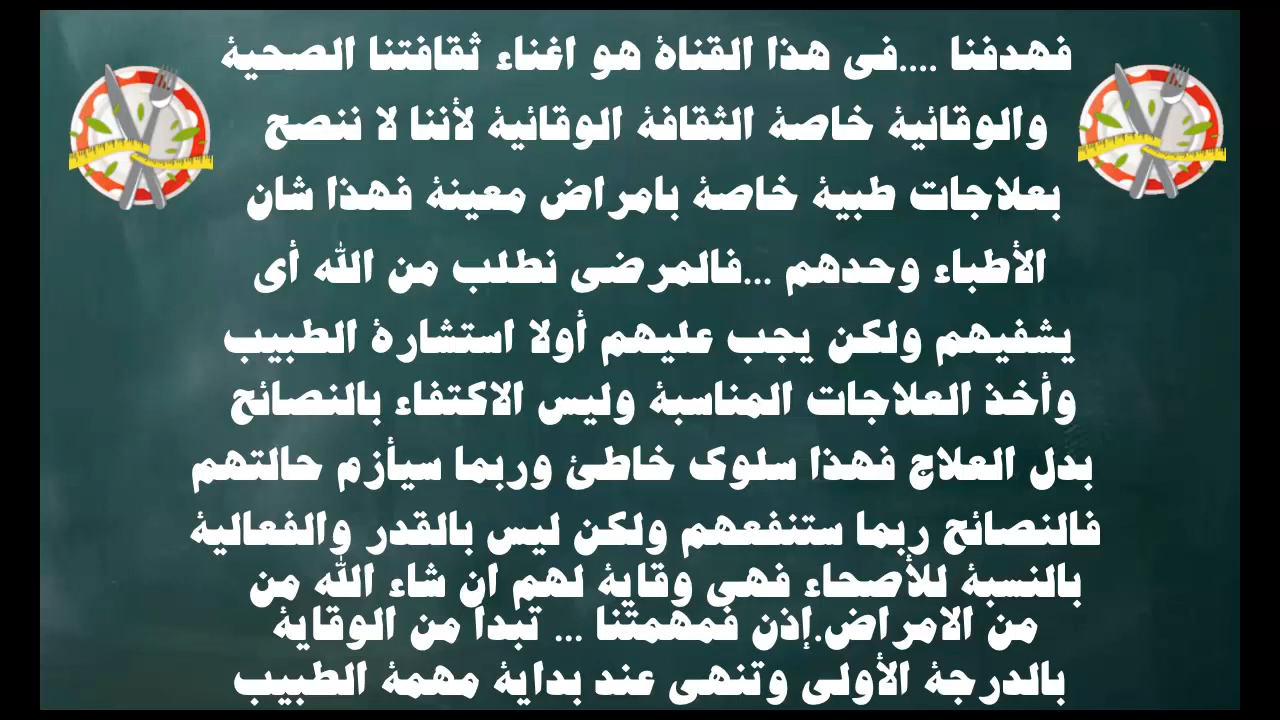 فهدفنا ....فى هذا القناة هو اغناء ثقافتنا الصحية
والوقائية خاصة الثقافة الوقائية لأننا لا ننصح
بعلاجات طبية خاصة بامراض معينة فهذا شان
الأطباء وحدهم ...فالمرضى نطلب من الله أى
يشفيهم ولكن يجب عليهم أولا استشارة الطبيب
وأخذ العلاجات المناسبة وليس الاكتفاء بالنصائح
بدل العلاج فهذا سلوك خاطئ وربما سيأزم حالتهم
فالنصائح ربما ستنفعهم ولكن ليس بالقدر والفعالية
بالنسبة للأصحاء فهى وقاية لهم ان شاء الله من
من الامراض.إذن فمهمتنا ... تبدا من الوقاية
بالدرجة الأولى وتنهى عند بداية مهمة الطبيب